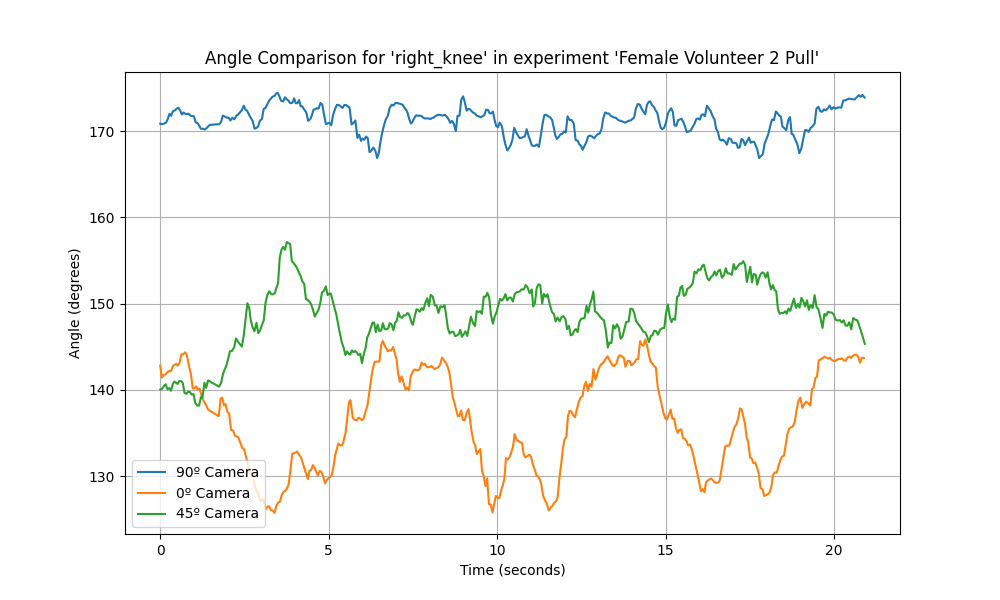 Angle Comparison for 'right_knee' in experiment 'Female Volunteer 2 Pull'
Angle (degrees)
170
160
150
140
130
90º Camera
0º Camera
45º Camera
0 5 10 15 20
Time (seconds)